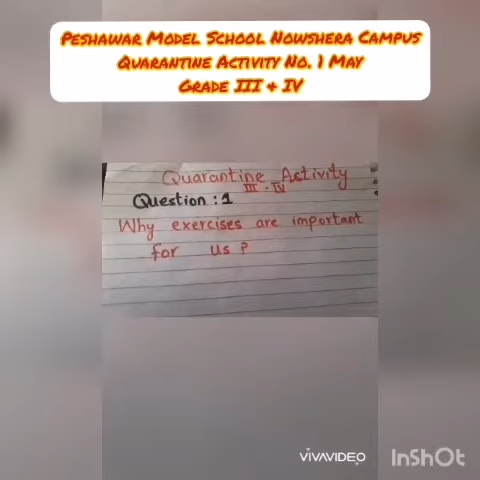 Peshawar Model School Nowshera Campus
Quarantine Activity No. 1 May
Grade III & IV
Quarantine Activity
III - IV
Question : 1
Why exercises are important
for us ?
VIVAVIDEO
InShOt